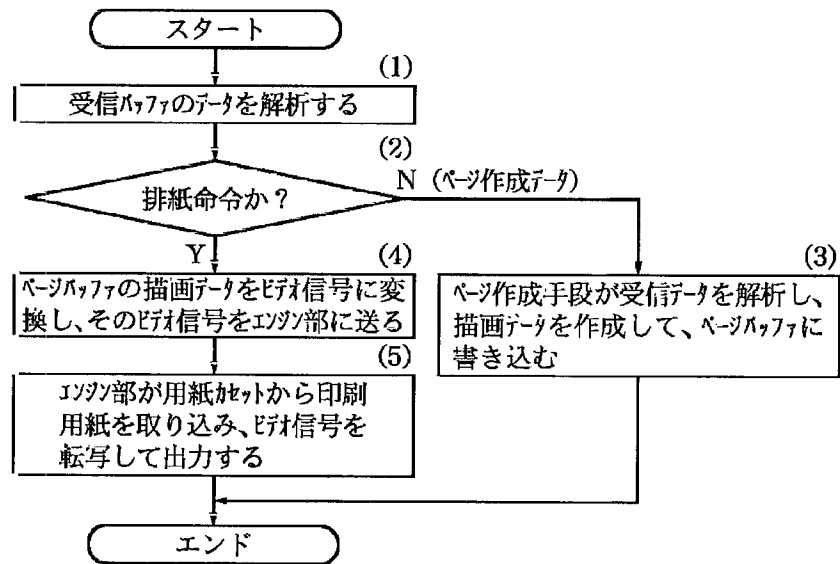 スタート
(1)
受信ﾊﾞｯﾌｧのﾃﾞｰﾀを解析する
(2)
排紙命令か？
N (ﾍﾟｰｼﾞ作成ﾃﾞｰﾀ)
Y
(4)
ﾍﾟｰｼﾞﾊﾞｯﾌｧの描画ﾃﾞｰﾀをﾋﾞﾃﾞｵ信号に変
換し、そのﾋﾞﾃﾞｵ信号をｴﾝｼﾞﾝ部に送る
(3)
ﾍﾟｰｼﾞ作成手段が受信ﾃﾞｰﾀを解析し、
描画ﾃﾞｰﾀを作成して、ﾍﾟｰｼﾞﾊﾞｯﾌｧに
書き込む
(5)
ｴﾝｼﾞﾝ部が用紙ｶｾｯﾄから印刷
用紙を取り込み、ﾋﾞﾃﾞｵ信号を
転写して出力する
エンド